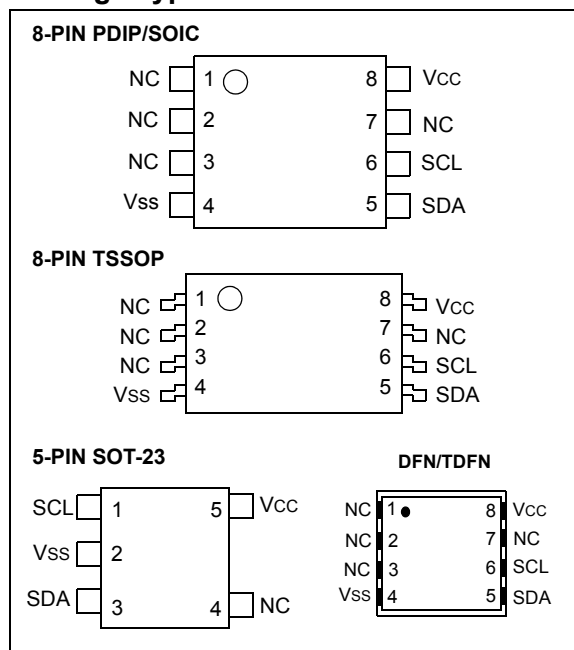 8-PIN PDIP/SOIC
NC 1 8 VCC
NC 2 7 NC
NC 3 6 SCL
VSS 4 5 SDA
8-PIN TSSOP
NC 1 8 VCC
NC 2 7 NC
NC 3 6 SCL
VSS 4 5 SDA
5-PIN SOT-23
SCL 1 5 VCC
VSS 2
SDA 3 4 NC
DFN/TDFN
NC 1 8 VCC
NC 2 7 NC
NC 3 6 SCL
VSS 4 5 SDA